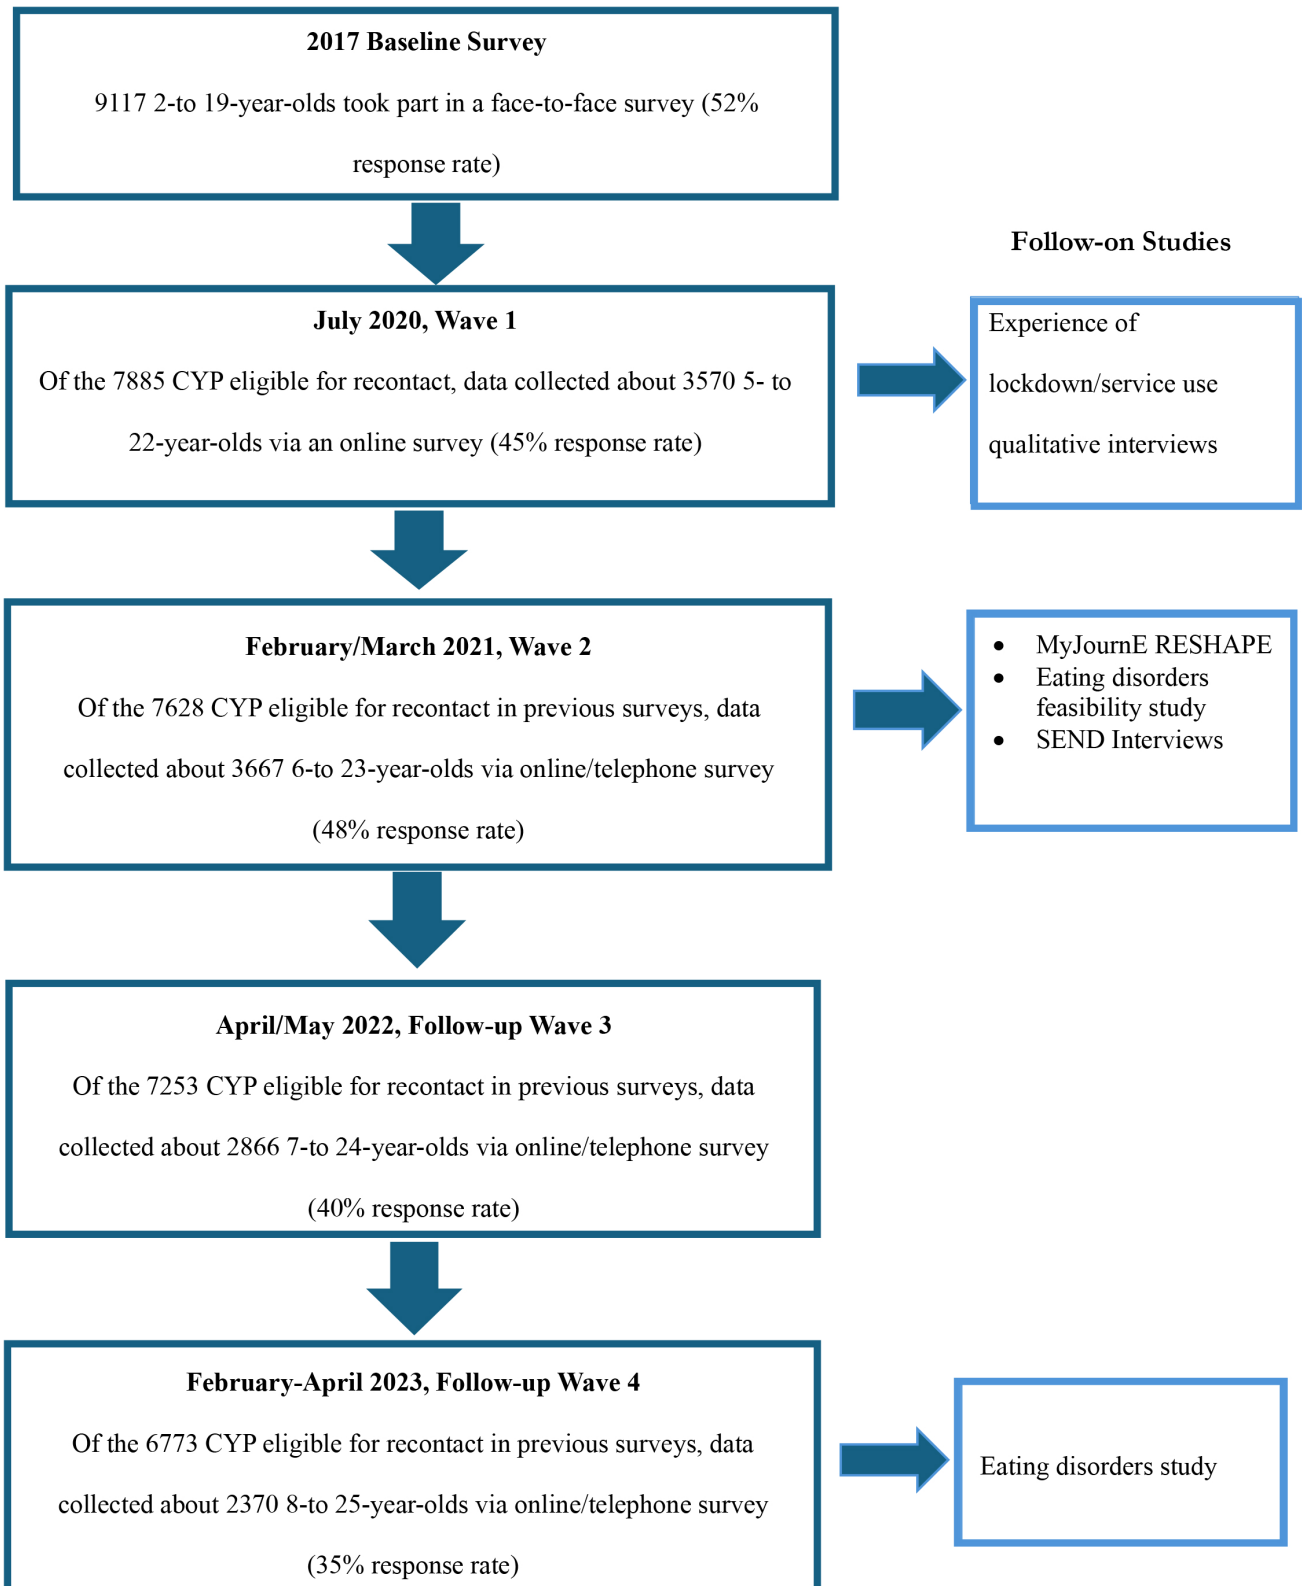 2017 Baseline Survey
9117 2-to 19-year-olds took part in a face-to-face survey (52%
response rate)
Follow-on Studies
July 2020, Wave 1
Of the 7885 CYP eligible for recontact, data collected about 3570 5- to
22-year-olds via an online survey (45% response rate)
Experience of
lockdown/service use
qualitative interviews
February/March 2021, Wave 2
Of the 7628 CYP eligible for recontact in previous surveys, data
collected about 3667 6-to 23-year-olds via online/telephone survey
(48% response rate)
• MyJournE RESHAPE
• Eating disorders
feasibility study
• SEND Interviews
April/May 2022, Follow-up Wave 3
Of the 7253 CYP eligible for recontact in previous surveys, data
collected about 2866 7-to 24-year-olds via online/telephone survey
(40% response rate)
February-April 2023, Follow-up Wave 4
Of the 6773 CYP eligible for recontact in previous surveys, data
collected about 2370 8-to 25-year-olds via online/telephone survey
(35% response rate)
Eating disorders study